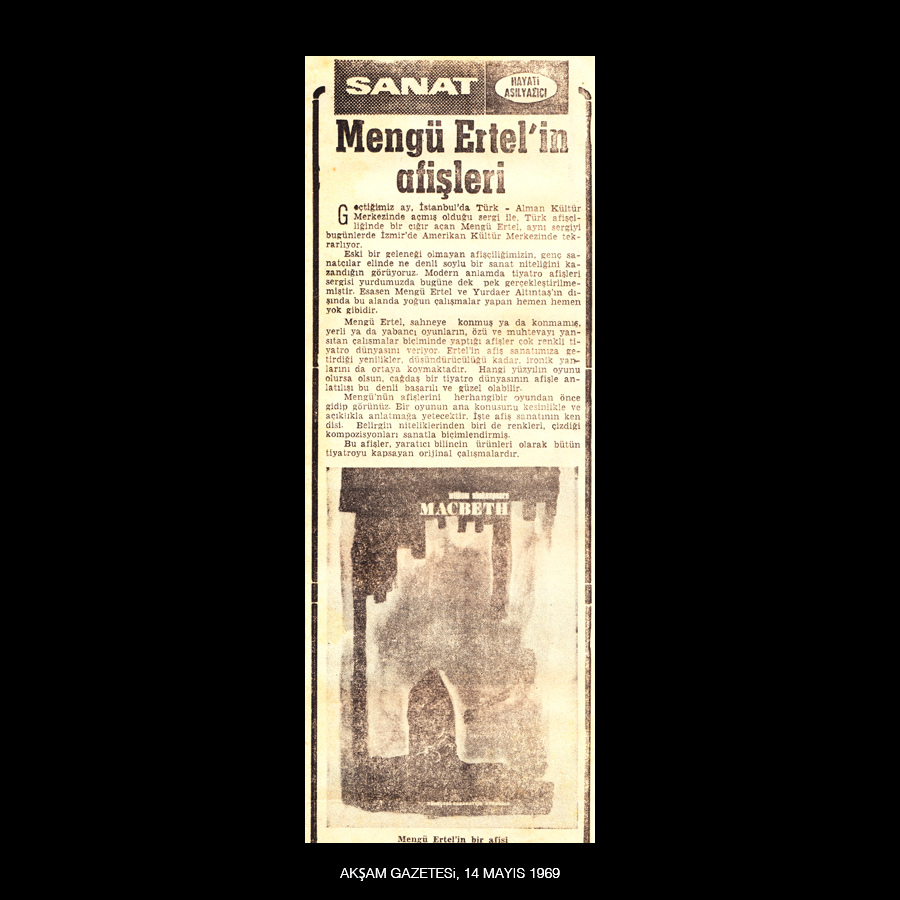 SANAT
HAYATİ
ASILYAZICI
Mengü Ertel'in
afişleri
Geçtiğimiz ay, İstanbul'da Türk - Alman Kültür
Merkezinde açmış olduğu sergi ile, Türk afişçi-
liğinde bir çığır açan Mengü Ertel, aynı sergiyi
bugünlerde İzmir'de Amerikan Kültür Merkezinde tek-
rarlıyor.
Eski bir geleneği olmayan afişciliğimizin, genç sa-
natcılar elinde ne denli soylu bir sanat niteliğini ka-
zandığın görüyoruz. Modern anlamda tiyatro afişleri
sergisi yurdumuzda bugüne dek pek gerçekleştirilme-
miştir. Esasen Mengü Ertel ve Yurdaer Altıntaş'ın dı-
şında bu alanda yoğun çalışmalar yapan hemen hemen
yok gibidir.
Mengü Ertel, sahneye konmuş ya da konmamış,
yerli ya da yabancı oyunların, özü ve muhtevayı yan-
sıtan çalışmalar biçiminde yaptığı afişler çok renkli ti-
yatro dünyasını veriyor. Ertel'in afiş sanatımıza ge-
tirdiği yenilikler, düşündürücülüğü kadar, ironik yan-
larını da ortaya koymaktadır. Hangi yüzyılın oyunu
olursa olsun, çağdaş bir tiyatro dünyasının afişle an-
latılışı bu denli başarılı ve güzel olabilir.
Mengü'nün afişlerini herhangibir oyundan önce
gidip görünüz. Bir oyunun ana konusunu kesinlikle ve
açıklıkla anlatmağa yetecektir. İşte afiş sanatının ken
disi. Belirgin niteliklerinden biri de renkleri, çizdiği
kompozisyonları sanatla biçimlendirmiş.
Bu afişler, yaratıcı bilincin ürünleri olarak bütün
tiyatroyu kapsayan orijinal çalışmalardır.
william shakespeare
MACBETH
Mengü Ertel'in bir afişi
AKŞAM GAZETESi, 14 MAYIS 1969